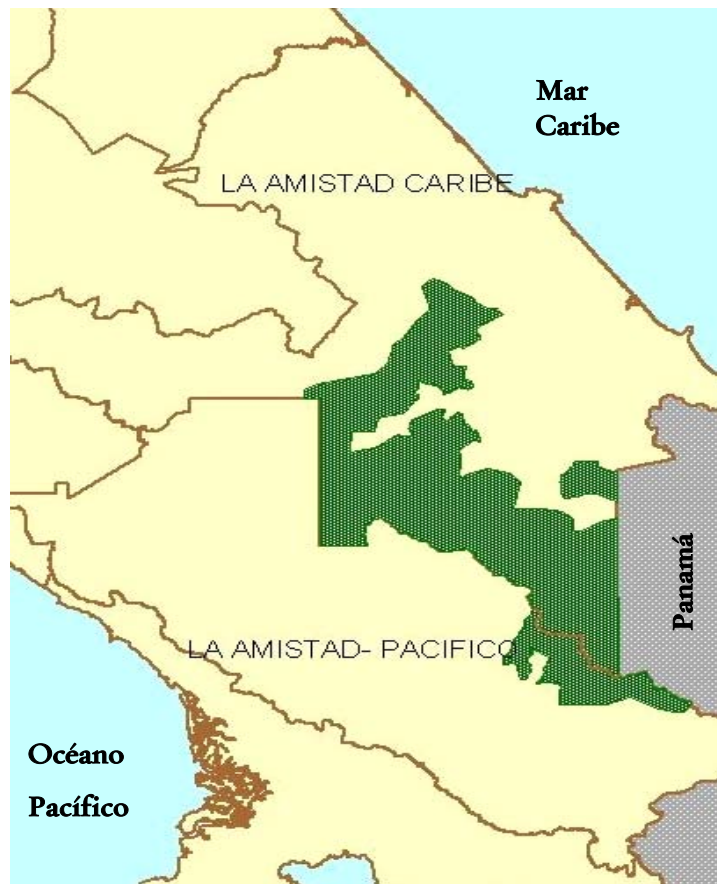 Mar
Caribe
LA AMISTAD CARIBE
Panamá
LA AMISTAD- PACIFICO
Océano
Pacífico